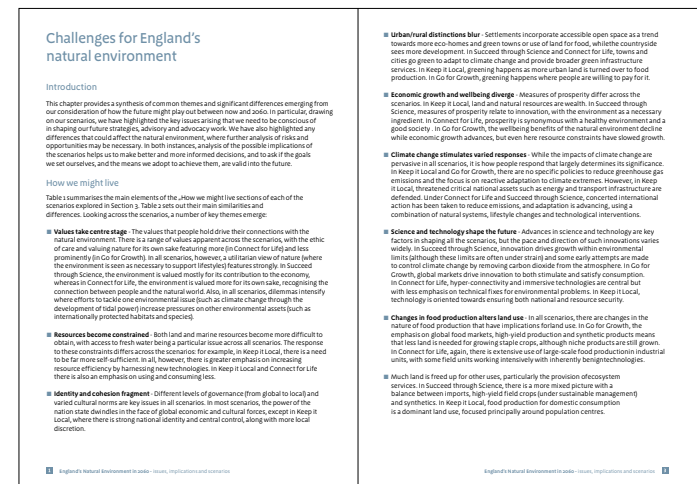 Challenges for England's
natural environment
Introduction
This chapter provides a synthesis of common themes and significant differences emerging from
our consideration of how the future might play out between now and 2060. In particular, drawing
on our scenarios, we have highlighted the key issues arising that we need to be conscious of
in shaping our future strategies, advisory and advocacy work. We have also highlighted any
differences that could affect the natural environment, where further analysis of risks and
opportunities may be necessary. In both instances, analysis of the possible implications of
the scenarios helps us to make better and more informed decisions, and to ask if the goals
we set ourselves, and the means we adopt to achieve them, are valid into the future.
How we might live
Table 1 summarises the main elements of the „How we might live sections of each of the
scenarios explored in Section 3. Table 2 sets out their main similarities and
differences. Looking across the scenarios, a number of key themes emerge:
■ Values take centre stage - The values that people hold drive their connections with the
natural environment. There is a range of values apparent across the scenarios, with the ethic
of care and valuing nature for its own sake featuring more (in Connect for Life) and less
prominently (in Go for Growth). In all scenarios, however, a utilitarian view of nature (where
the environment is seen as necessary to support lifestyles) features strongly. In Succeed
through Science, the environment is valued mostly for its contribution to the economy,
whereas in Connect for Life, the environment is valued more for its own sake, recognising the
connection between people and the natural world. Also, in all scenarios, dilemmas intensify
where efforts to tackle one environmental issue (such as climate change through the
development of tidal power) increase pressures on other environmental assets (such as
internationally protected habitats and species).
■ Resources become constrained - Both land and marine resources become more difficult to
obtain, with access to fresh water being a particular issue across all scenarios. The response
to these constraints differs across the scenarios: for example, in Keep it Local, there is a need
to be far more self-sufficient. In all, however, there is greater emphasis on increasing
resource efficiency by harnessing new technologies. In Keep it Local and Connect for Life
there is also an emphasis on using and consuming less.
■ Identity and cohesion fragment - Different levels of governance (from global to local) and
varied cultural norms are key issues in all scenarios. In most scenarios, the power of the
nation state dwindles in the face of global economic and cultural forces, except in Keep it
Local, where there is strong national identity and central control, along with more local
discretion.
England's Natural Environment in 2060 - issues, implications and scenarios
■ Urban/rural distinctions blur - Settlements incorporate accessible open space as a trend
towards more eco-homes and green towns or use of land for food, whilethe countryside
sees more development. In Succeed through Science and Connect for Life, towns and
cities go green to adapt to climate change and provide broader green infrastructure
services. In Keep it Local, greening happens as more urban land is turned over to food
production. In Go for Growth, greening happens where people are willing to pay for it.
■ Economic growth and wellbeing diverge - Measures of prosperity differ across the
scenarios. In Keep it Local, land and natural resources are wealth. In Succeed through
Science, measures of prosperity relate to innovation, with the environment as a necessary
ingredient. In Connect for Life, prosperity is synonymous with a healthy environment and a
good society . In Go for Growth, the wellbeing benefits of the natural environment decline
while economic growth advances, but even here resource constraints have slowed growth.
■ Climate change stimulates varied responses - While the impacts of climate change are
pervasive in all scenarios, it is how people respond that largely determines its significance.
In Keep it Local and Go for Growth, there are no specific policies to reduce greenhouse gas
emissions and the focus is on reactive adaptation to climate extremes. However, in Keep
it Local, threatened critical national assets such as energy and transport infrastructure are
defended. Under Connect for Life and Succeed through Science, concerted international
action has been taken to reduce emissions, and adaptation is advancing, using a
combination of natural systems, lifestyle changes and technological interventions.
■ Science and technology shape the future - Advances in science and technology are key
factors in shaping all the scenarios, but the pace and direction of such innovations varies
widely. In Succeed through Science, innovation drives growth within environmental
limits (although these limits are often under strain) and some early attempts are made
to control climate change by removing carbon dioxide from the atmosphere. In Go for
Growth, global markets drive innovation to both stimulate and satisfy consumption.
In Connect for Life, hyper-connectivity and immersive technologies are central but
with less emphasis on technical fixes for environmental problems. In Keep it Local,
technology is oriented towards ensuring both national and resource security.
■ Changes in food production alters land use - In all scenarios, there are changes in the
nature of food production that have implications forland use. In Go for Growth, the
emphasis on global food markets, high-yield production and synthetic products means
that less land is needed for growing staple crops, although niche products are still grown.
In Connect for Life, again, there is extensive use of large-scale food productionin industrial
units, with some field units working intensively with inherently benigntechnologies.
■ Much land is freed up for other uses, particularly the provision ofecosystem
services. In Succeed through Science, there is a more mixed picture with a
balance between imports, high-yield field crops (under sustainable management)
and synthetics. In Keep it Local, food production for domestic consumption
is a dominant land use, focused principally around population centres.
England's Natural Environment in 2060 - issues, implications and scenarios